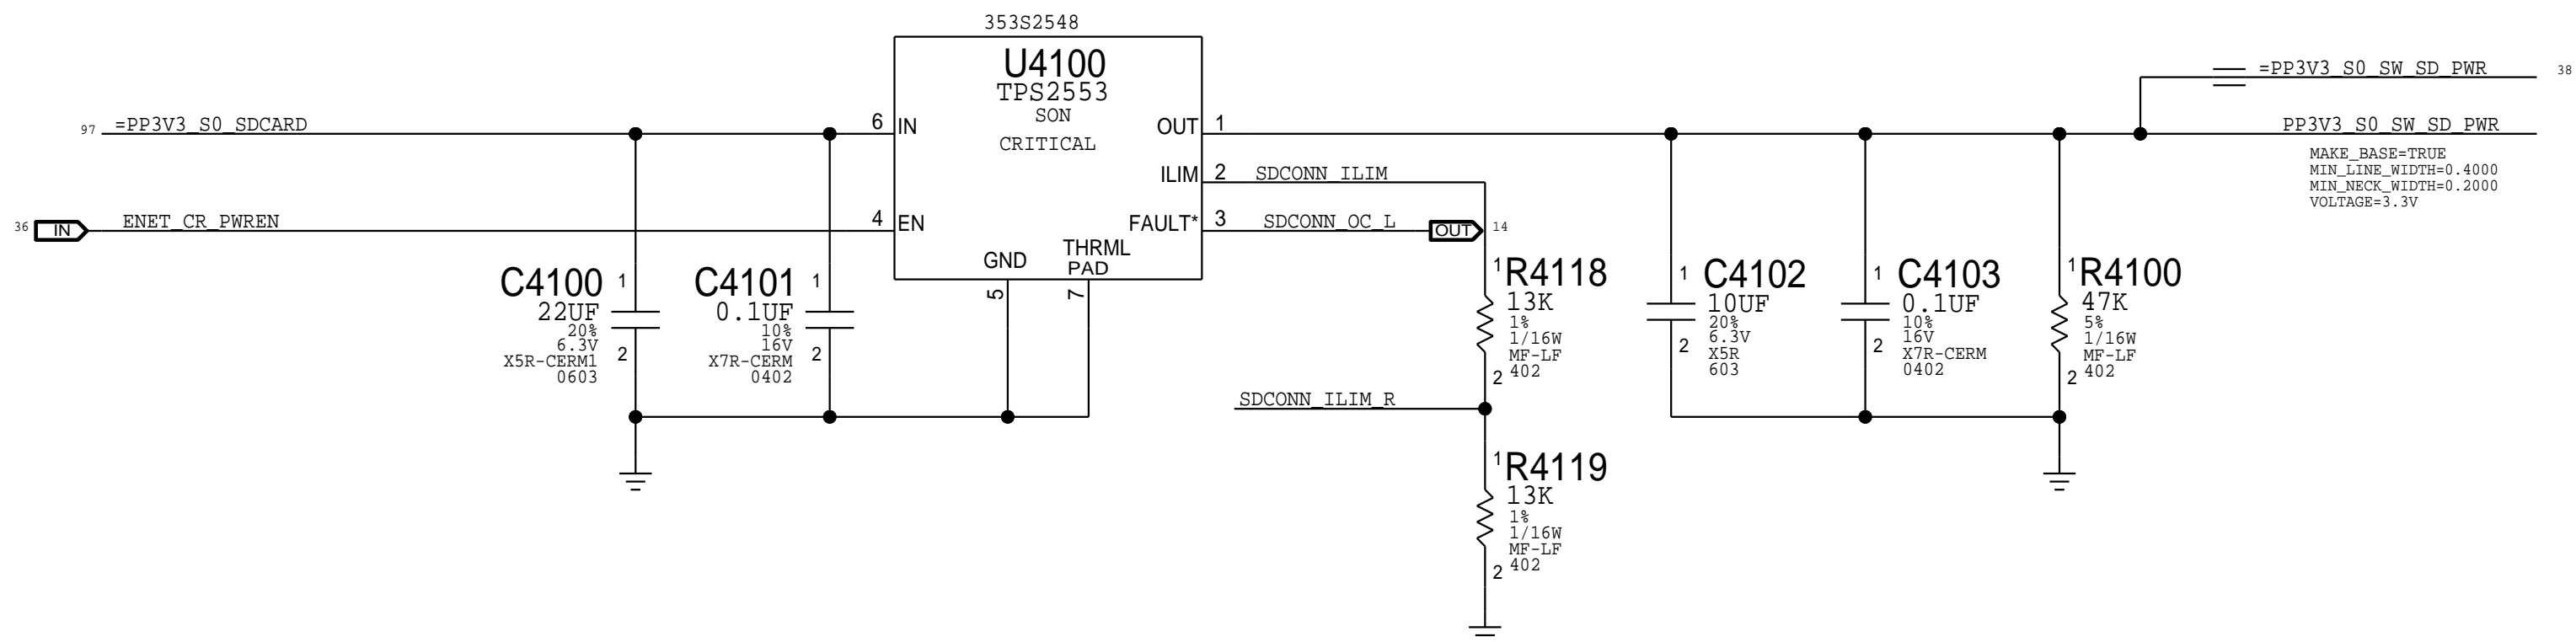 353S2548
U4100
TPS2553
SON
CRITICAL
6 IN
4 EN
OUT 1
ILIM 2
FAULT* 3
GND
THRML
PAD
5
7
97 =PP3V3_S0_SDCARD
36 IN ENET_CR_PWREN
SDCONN_ILIM
SDCONN_OC_L OUT 14
=PP3V3_S0_SW_SD_PWR 38
PP3V3_S0_SW_SD_PWR
MAKE_BASE=TRUE
MIN_LINE_WIDTH=0.4000
MIN_NECK_WIDTH=0.2000
VOLTAGE=3.3V
C4100 1
22UF
20%
6.3V
X5R-CERM1 2
0603
C4101 1
0.1UF
10%
16V
X7R-CERM 2
0402
1 R4118
13K
1%
1/16W
MF-LF
2 402
SDCONN_ILIM_R
1 R4119
13K
1%
1/16W
MF-LF
2 402
1 C4102
10UF
20%
6.3V
2 X5R
603
1 C4103
0.1UF
10%
16V
2 X7R-CERM
0402
1 R4100
47K
5%
1/16W
MF-LF
2 402